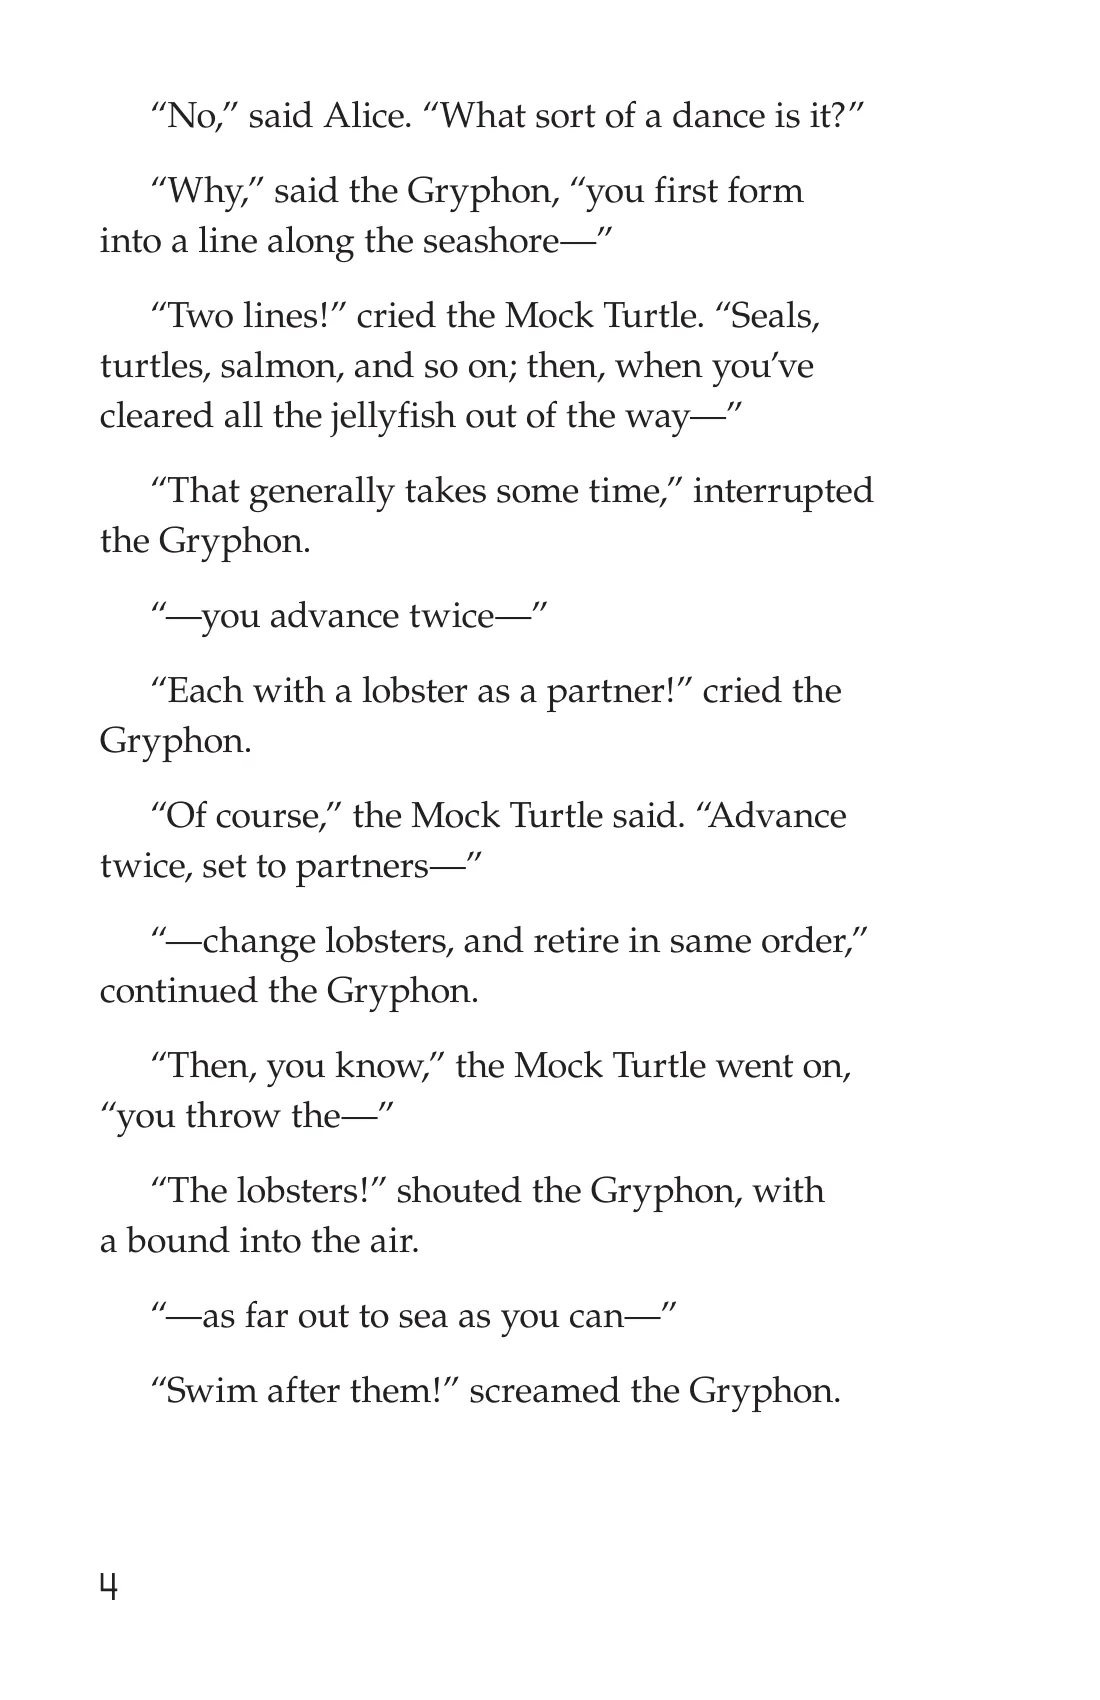 “No,” said Alice. “What sort of a dance is it?”
“Why,” said the Gryphon, “you first form
into a line along the seashore—”
“Two lines!” cried the Mock Turtle. “Seals,
turtles, salmon, and so on; then, when you’ve
cleared all the jellyfish out of the way—”
“That generally takes some time,” interrupted
the Gryphon.
“—you advance twice—”
“Each with a lobster as a partner!” cried the
Gryphon.
“Of course,” the Mock Turtle said. “Advance
twice, set to partners—”
“—change lobsters, and retire in same order,”
continued the Gryphon.
“Then, you know,” the Mock Turtle went on,
“you throw the—”
“The lobsters!” shouted the Gryphon, with
a bound into the air.
“—as far out to sea as you can—”
“Swim after them!” screamed the Gryphon.
4